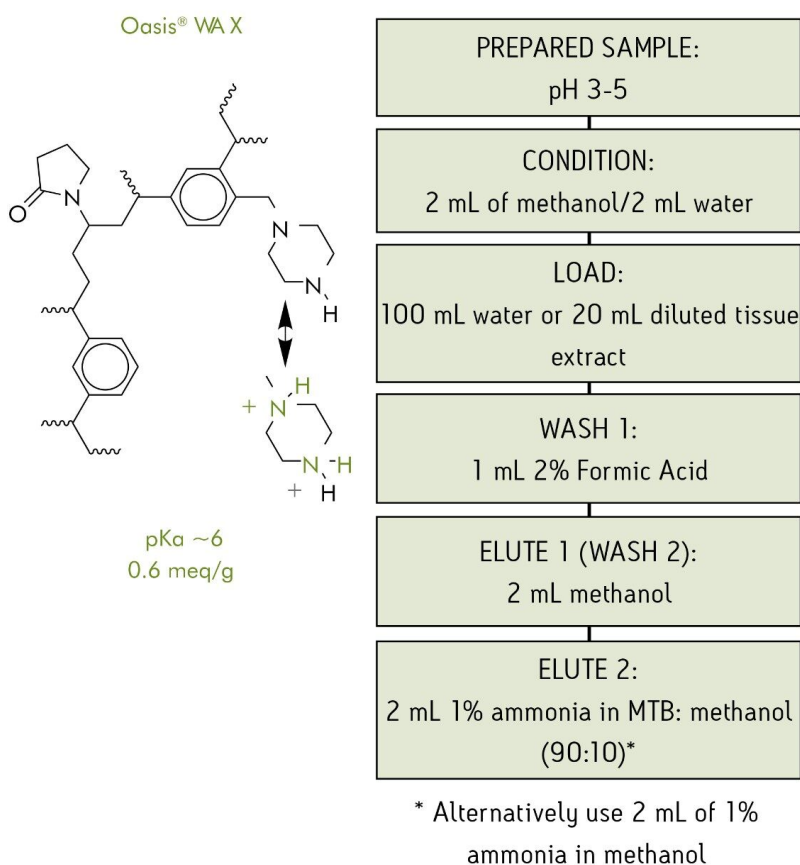 Oasis® WAX
O
N
N
N
H
H
+ N
N-H
+ H
pKa ~6
0.6 meq/g
PREPARED SAMPLE:
pH 3-5
CONDITION:
2 mL of methanol/2 mL water
LOAD:
100 mL water or 20 mL diluted tissue
extract
WASH 1:
1 mL 2% Formic Acid
ELUTE 1 (WASH 2):
2 mL methanol
ELUTE 2:
2 mL 1% ammonia in MTB: methanol
(90:10)*
* Alternatively use 2 mL of 1%
ammonia in methanol